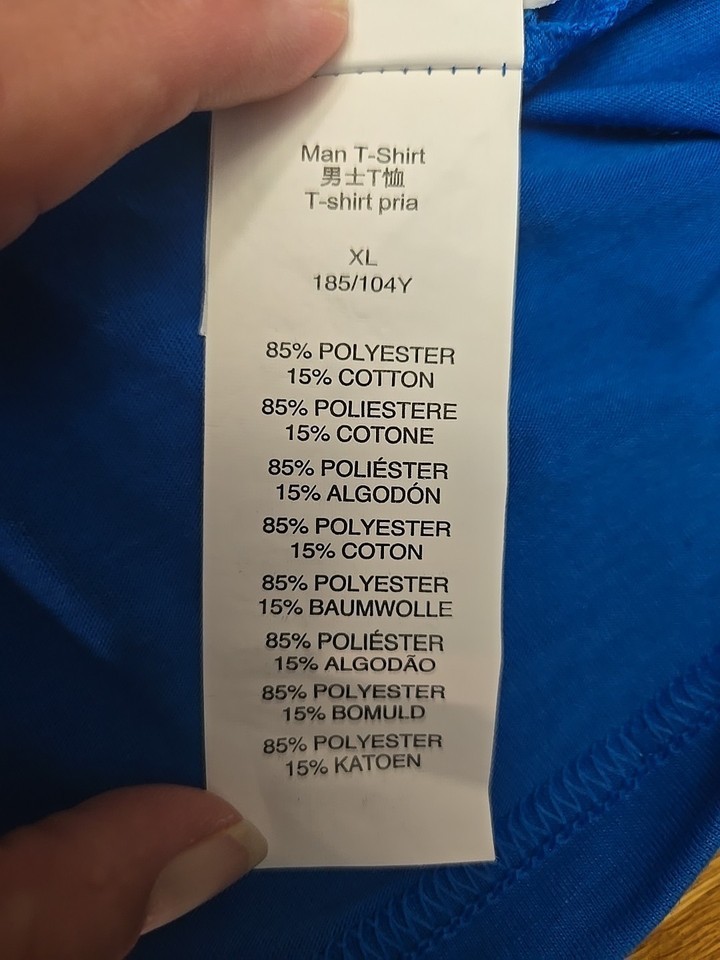 Man T-Shirt
男士T恤
T-shirt pria
XL
185/104Y
85% POLYESTER
15% COTTON
85% POLIESTERE
15% COTONE
85% POLIÉSTER
15% ALGODÓN
85% POLYESTER
15% COTON
85% POLYESTER
15% BAUMWOLLE
85% POLIÉSTER
15% ALGODÃO
85% POLYESTER
15% BOMULD
85% POLYESTER
15% KATOEN